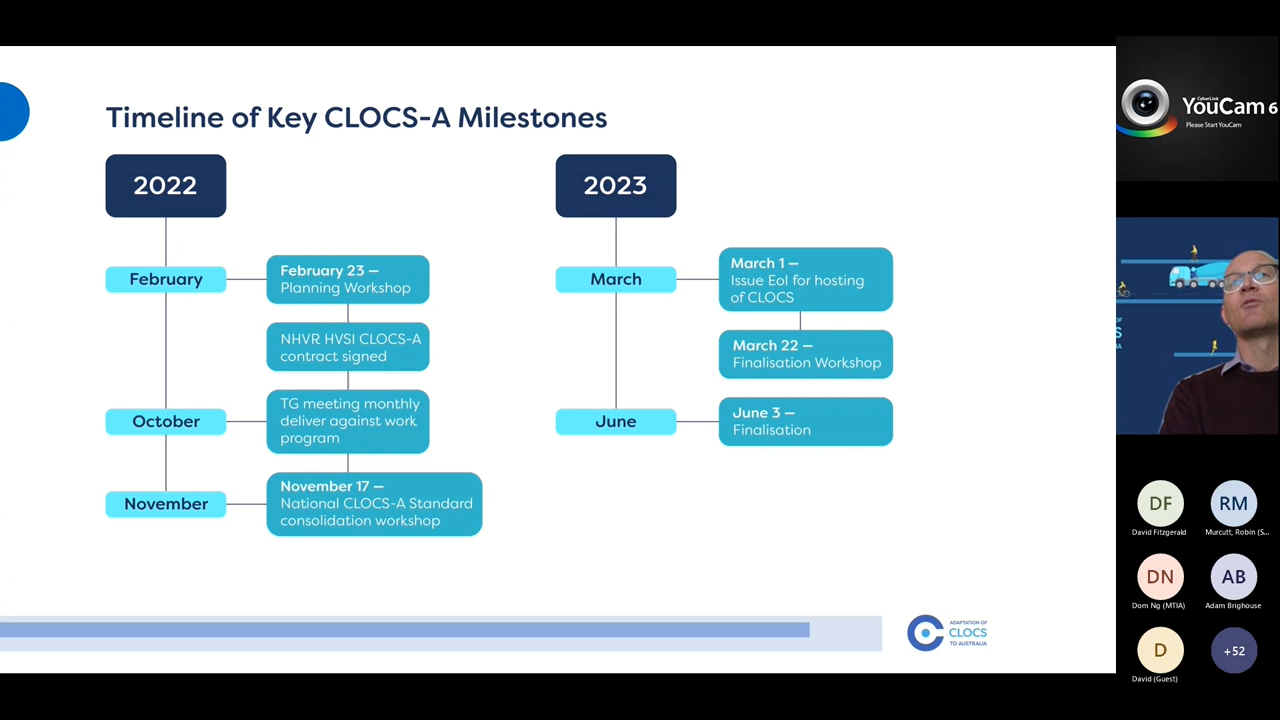 Timeline of Key CLOCS-A Milestones
2022
February
February 23 —
Planning Workshop
NHVR HVSI CLOCS-A
contract signed
October
TG meeting monthly
deliver against work
program
November
November 17 —
National CLOCS-A Standard
consolidation workshop
2023
March
March 1 —
Issue EoI for hosting
of CLOCS
March 22 —
Finalisation Workshop
June
June 3 —
Finalisation
ADAPTATION OF
CLOCS
TO AUSTRALIA
CyberLink
YouCam 6
Please Start YouCam
DF
David Fitzgerald
RM
Murcutt, Robin (S...
DN
Dom Ng (MTIA)
AB
Adam Brighouse
D
David (Guest)
+52